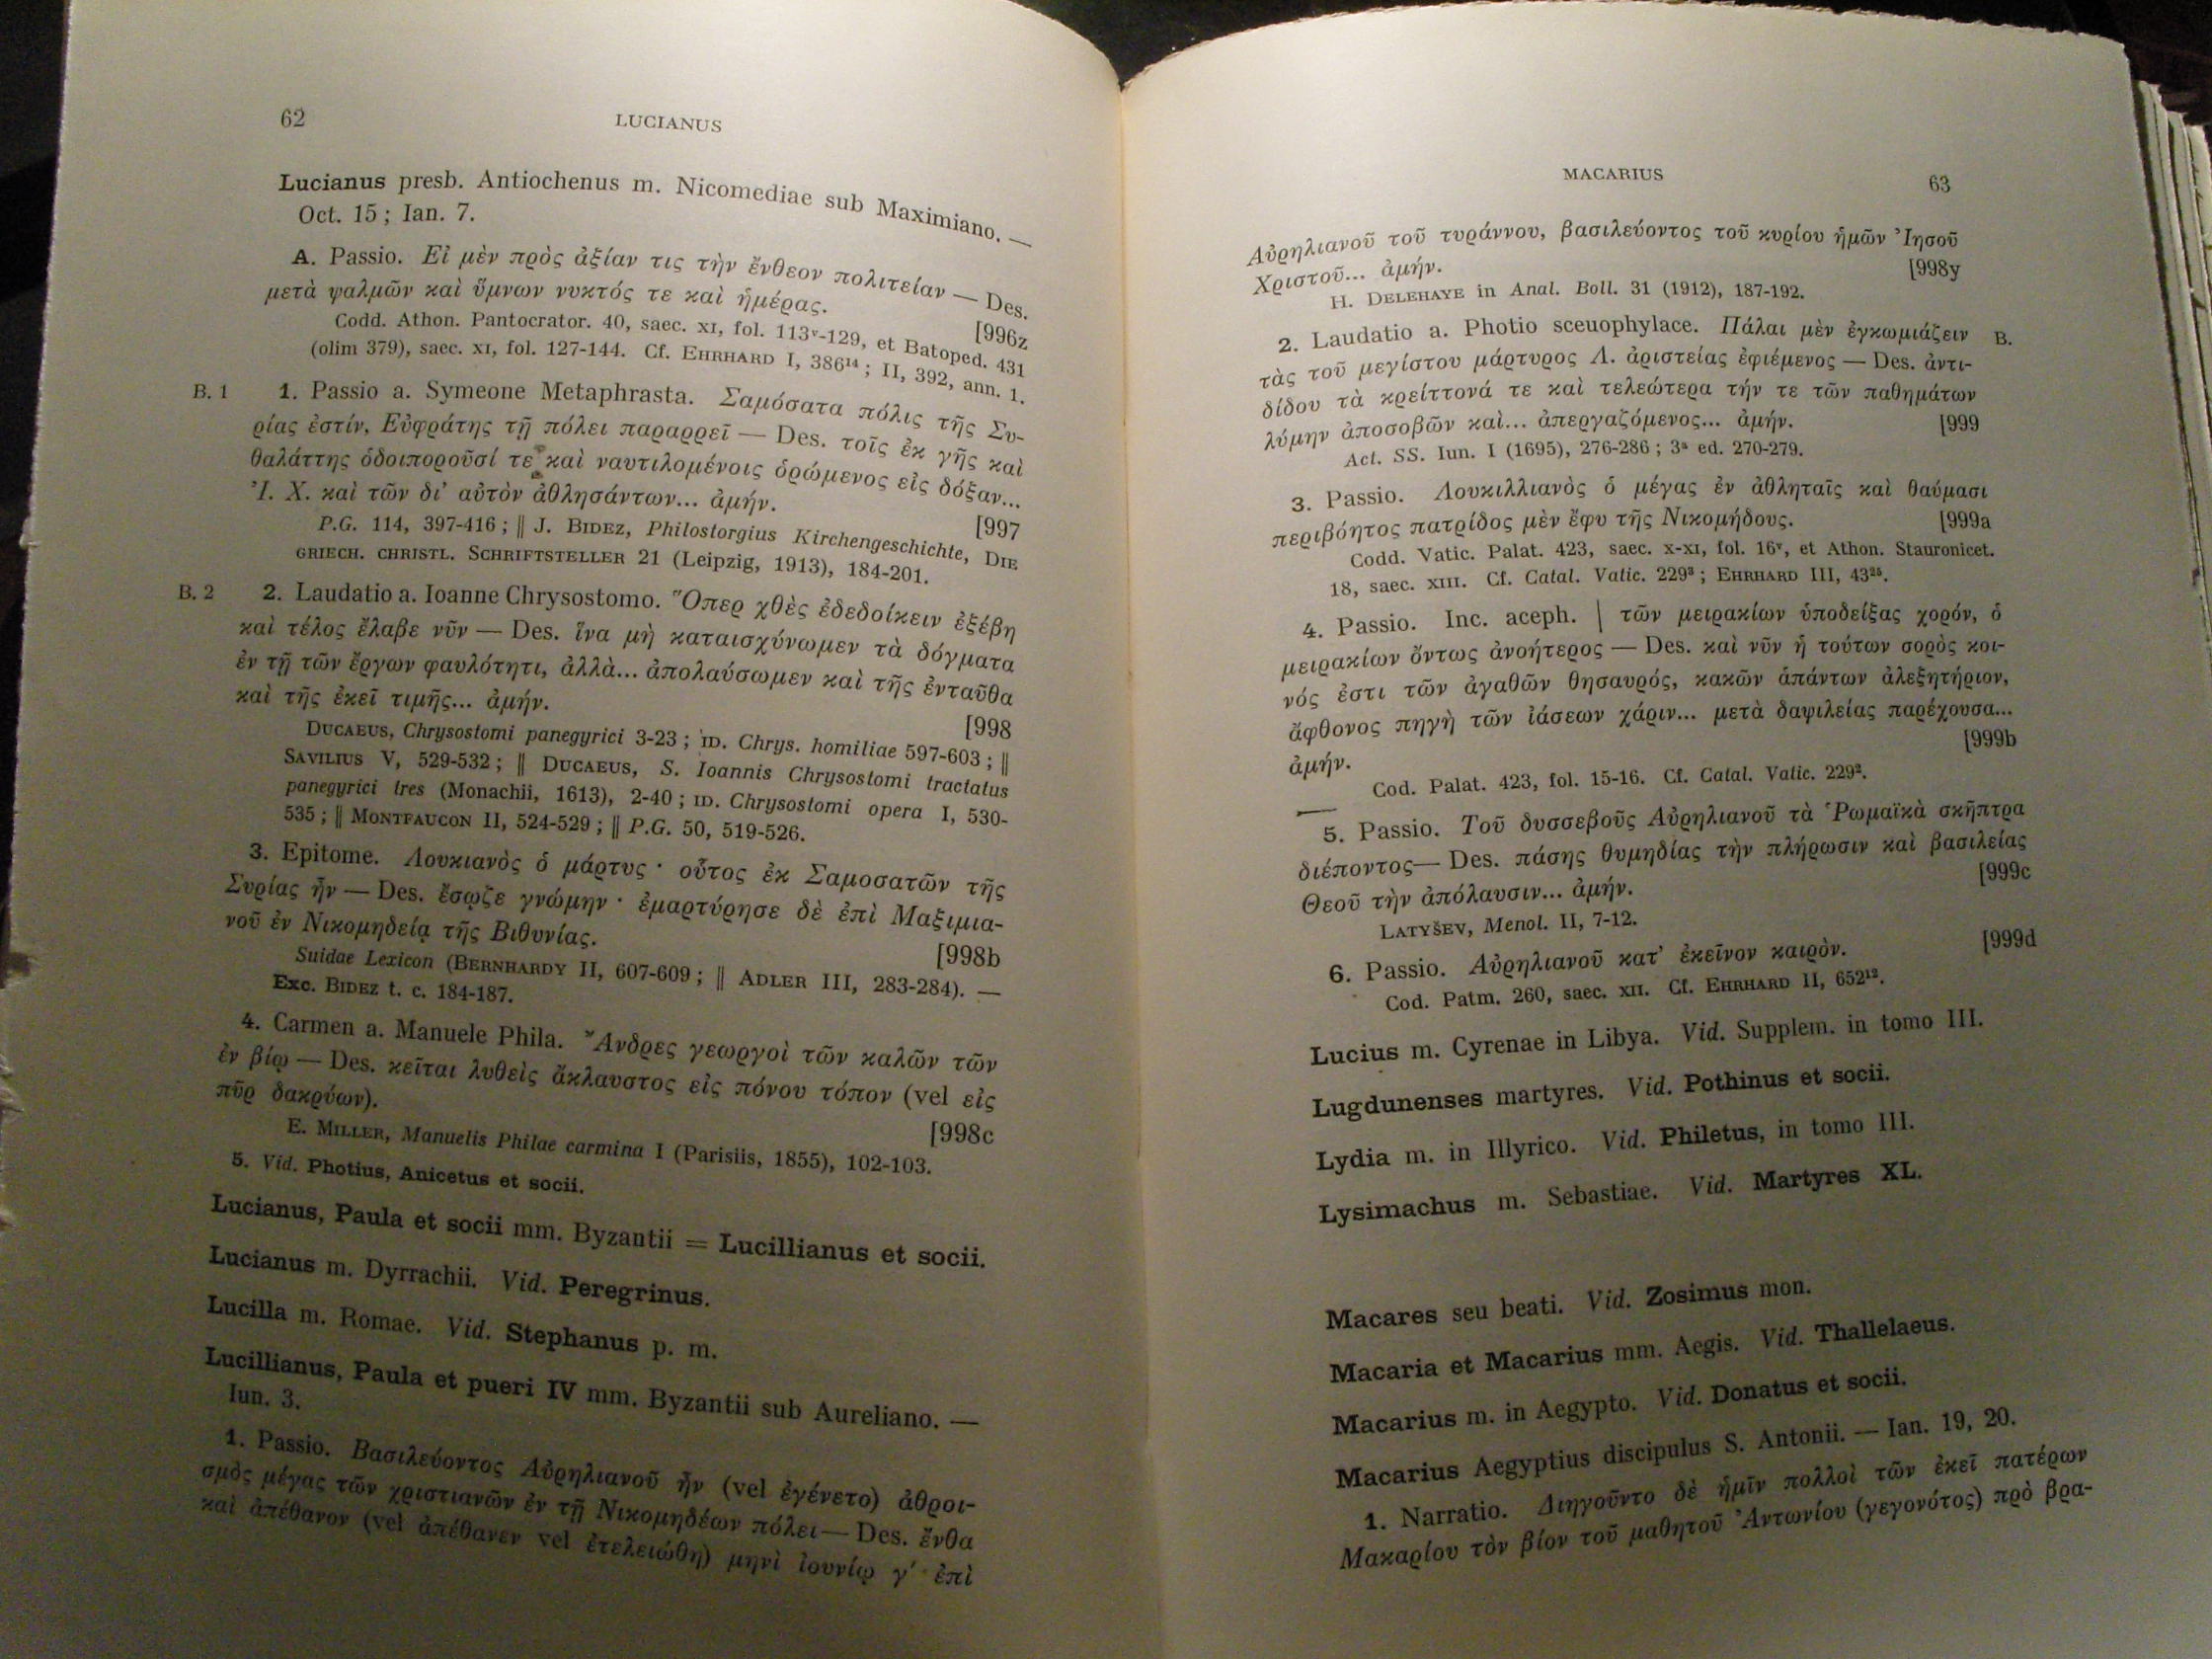 62
LUCIANUS
Lucianus presb. Antiochenus m. Nicomediae sub Maximiano. —
Oct. 15 ; Ian. 7.
A. Passio. Εἰ μὲν πρὸς ἀξίαν τις τὴν ἔνθεον πολιτείαν — Des.
μετὰ ψαλμῶν καὶ ὕμνων νυκτός τε καὶ ἡμέρας. [996z
Codd. Athon. Pantocrator. 40, saec. XI, fol. 113ᵛ-129, et Batoped. 431
(olim 379), saec. XI, fol. 127-144. Cf. EHRHARD I, 386¹⁴ ; II, 392, ann. 1.
B. 1 1. Passio a. Symeone Metaphrasta. Σαμόσατα πόλις τῆς Συ-
ρίας ἐστίν, Εὐφράτης τῇ πόλει παραρρεῖ — Des. τοῖς ἐκ γῆς καὶ
θαλάττης ὁδοιποροῦσί τε καὶ ναυτιλομένοις ὁρώμενος εἰς δόξαν...
Ἰ. Χ. καὶ τῶν δι' αὐτὸν ἀθλησάντων... ἀμήν. [997
P.G. 114, 397-416 ; || J. BIDEZ, Philostorgius Kirchengeschichte, DIE
GRIECH. CHRISTL. SCHRIFTSTELLER 21 (Leipzig, 1913), 184-201.
B. 2 2. Laudatio a. Ioanne Chrysostomo. Ὅπερ χθὲς ἐδεδοίκειν ἐξέβη
καὶ τέλος ἔλαβε νῦν — Des. ἵνα μὴ καταισχύνωμεν τὰ δόγματα
ἐν τῇ τῶν ἔργων φαυλότητι, ἀλλὰ... ἀπολαύσωμεν καὶ τῆς ἐνταῦθα
καὶ τῆς ἐκεῖ τιμῆς... ἀμήν. [998
DUCAEUS, Chrysostomi panegyrici 3-23 ; ID. Chrys. homiliae 597-603 ; ||
SAVILIUS V, 529-532 ; || DUCAEUS, S. Ioannis Chrysostomi tractatus
panegyrici tres (Monachii, 1613), 2-40 ; ID. Chrysostomi opera I, 530-
535 ; || MONTFAUCON II, 524-529 ; || P.G. 50, 519-526.
3. Epitome. Λουκιανὸς ὁ μάρτυς · οὗτος ἐκ Σαμοσατῶν τῆς
Συρίας ἦν — Des. ἔσῳζε γνώμην · ἐμαρτύρησε δὲ ἐπὶ Μαξιμια-
νοῦ ἐν Νικομηδείᾳ τῆς Βιθυνίας. [998b
Suidae Lexicon (BERNHARDY II, 607-609 ; || ADLER III, 283-284). —
Exc. BIDEZ t. c. 184-187.
4. Carmen a. Manuele Phila. Ἄνδρες γεωργοὶ τῶν καλῶν τῶν
ἐν βίῳ — Des. κεῖται λυθεὶς ἄκλαυστος εἰς πόνου τόπον (vel εἰς
πῦρ δακρύων). [998c
E. MILLER, Manuelis Philae carmina I (Parisiis, 1855), 102-103.
5. Vid. Photius, Anicetus et socii.
Lucianus, Paula et socii mm. Byzantii = Lucillianus et socii.
Lucianus m. Dyrrachii. Vid. Peregrinus.
Lucilla m. Romae. Vid. Stephanus p. m.
Lucillianus, Paula et pueri IV mm. Byzantii sub Aureliano. —
Iun. 3.
1. Passio. Βασιλεύοντος Αὐρηλιανοῦ ἦν (vel ἐγένετο) ἀθροι-
σμὸς μέγας τῶν χριστιανῶν ἐν τῇ Νικομηδέων πόλει — Des. ἔνθα
καὶ ἀπέθανον (vel ἀπέθανεν vel ἐτελειώθη) μηνὶ ἰουνίῳ γʹ ἐπὶ
MACARIUS
63
Αὐρηλιανοῦ τοῦ τυράννου, βασιλεύοντος τοῦ κυρίου ἡμῶν Ἰησοῦ
Χριστοῦ... ἀμήν. [998y
H. DELEHAYE in Anal. Boll. 31 (1912), 187-192.
2. Laudatio a. Photio sceuophylace. Πάλαι μὲν ἐγκωμιάζειν B.
τὰς τοῦ μεγίστου μάρτυρος Λ. ἀριστείας ἐφιέμενος — Des. ἀντι-
δίδου τὰ κρείττονά τε καὶ τελεώτερα τήν τε τῶν παθημάτων
λύμην ἀποσοβῶν καὶ... ἀπεργαζόμενος... ἀμήν. [999
Act. SS. Iun. I (1695), 276-286 ; 3ᵃ ed. 270-279.
3. Passio. Λουκιλλιανὸς ὁ μέγας ἐν ἀθληταῖς καὶ θαύμασι
περιβόητος πατρίδος μὲν ἔφυ τῆς Νικομήδους. [999a
Codd. Vatic. Palat. 423, saec. X-XI, fol. 16ᵛ, et Athon. Stauronicet.
18, saec. XIII. Cf. Catal. Vatic. 229³ ; EHRHARD III, 43²⁵.
4. Passio. Inc. aceph. | τῶν μειρακίων ὑποδείξας χορόν, ὁ
μειρακίων ὄντως ἀνοήτερος — Des. καὶ νῦν ἡ τούτων σορὸς κοι-
νός ἐστι τῶν ἀγαθῶν θησαυρός, κακῶν ἁπάντων ἀλεξητήριον,
ἄφθονος πηγὴ τῶν ἰάσεων χάριν... μετὰ δαψιλείας παρέχουσα...
ἀμήν. [999b
Cod. Palat. 423, fol. 15-16. Cf. Catal. Vatic. 229².
5. Passio. Τοῦ δυσσεβοῦς Αὐρηλιανοῦ τὰ Ῥωμαϊκὰ σκῆπτρα
διέποντος — Des. πάσης θυμηδίας τὴν πλήρωσιν καὶ βασιλείας
Θεοῦ τὴν ἀπόλαυσιν... ἀμήν. [999c
LATYŠEV, Menol. II, 7-12.
6. Passio. Αὐρηλιανοῦ κατ' ἐκεῖνον καιρὸν. [999d
Cod. Patm. 260, saec. XII. Cf. EHRHARD II, 652¹².
Lucius m. Cyrenae in Libya. Vid. Supplem. in tomo III.
Lugdunenses martyres. Vid. Pothinus et socii.
Lydia m. in Illyrico. Vid. Philetus, in tomo III.
Lysimachus m. Sebastiae. Vid. Martyres XL.
Macares seu beati. Vid. Zosimus mon.
Macaria et Macarius mm. Aegis. Vid. Thallelaeus.
Macarius m. in Aegypto. Vid. Donatus et socii.
Macarius Aegyptius discipulus S. Antonii. — Ian. 19, 20.
1. Narratio. Διηγοῦντο δὲ ἡμῖν πολλοὶ τῶν ἐκεῖ πατέρων
Μακαρίου τὸν βίον τοῦ μαθητοῦ Ἀντωνίου (γεγονότος) πρὸ βρα-